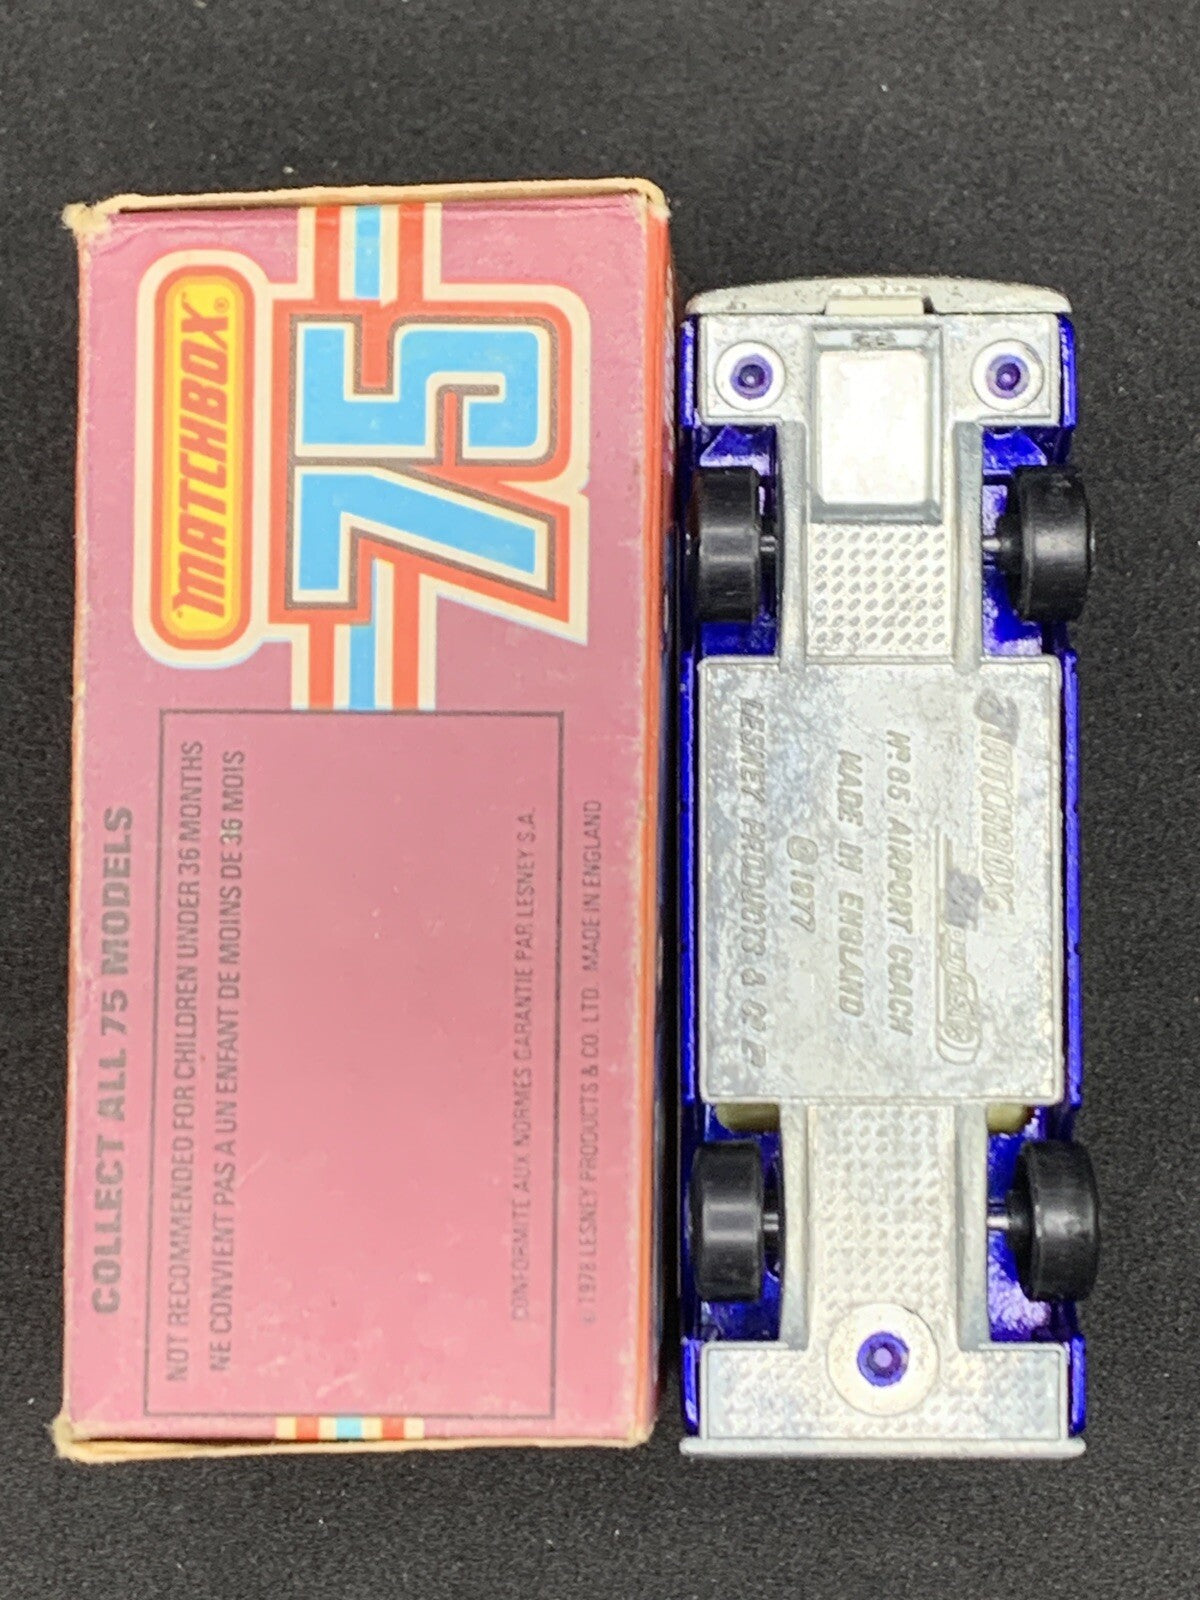 MATCHBOX®
75
COLLECT ALL 75 MODELS
NOT RECOMMENDED FOR CHILDREN UNDER 36 MONTHS
NE CONVIENT PAS A UN ENFANT DE MOINS DE 36 MOIS
CONFORMITE AUX NORMES GARANTIE PAR LESNEY S.A.
© 1978 LESNEY PRODUCTS & CO. LTD. MADE IN ENGLAND
MATCHBOX
Nº 65 AIRPORT COACH
MADE IN ENGLAND
© 1977
LESNEY PRODUCTS & Cº